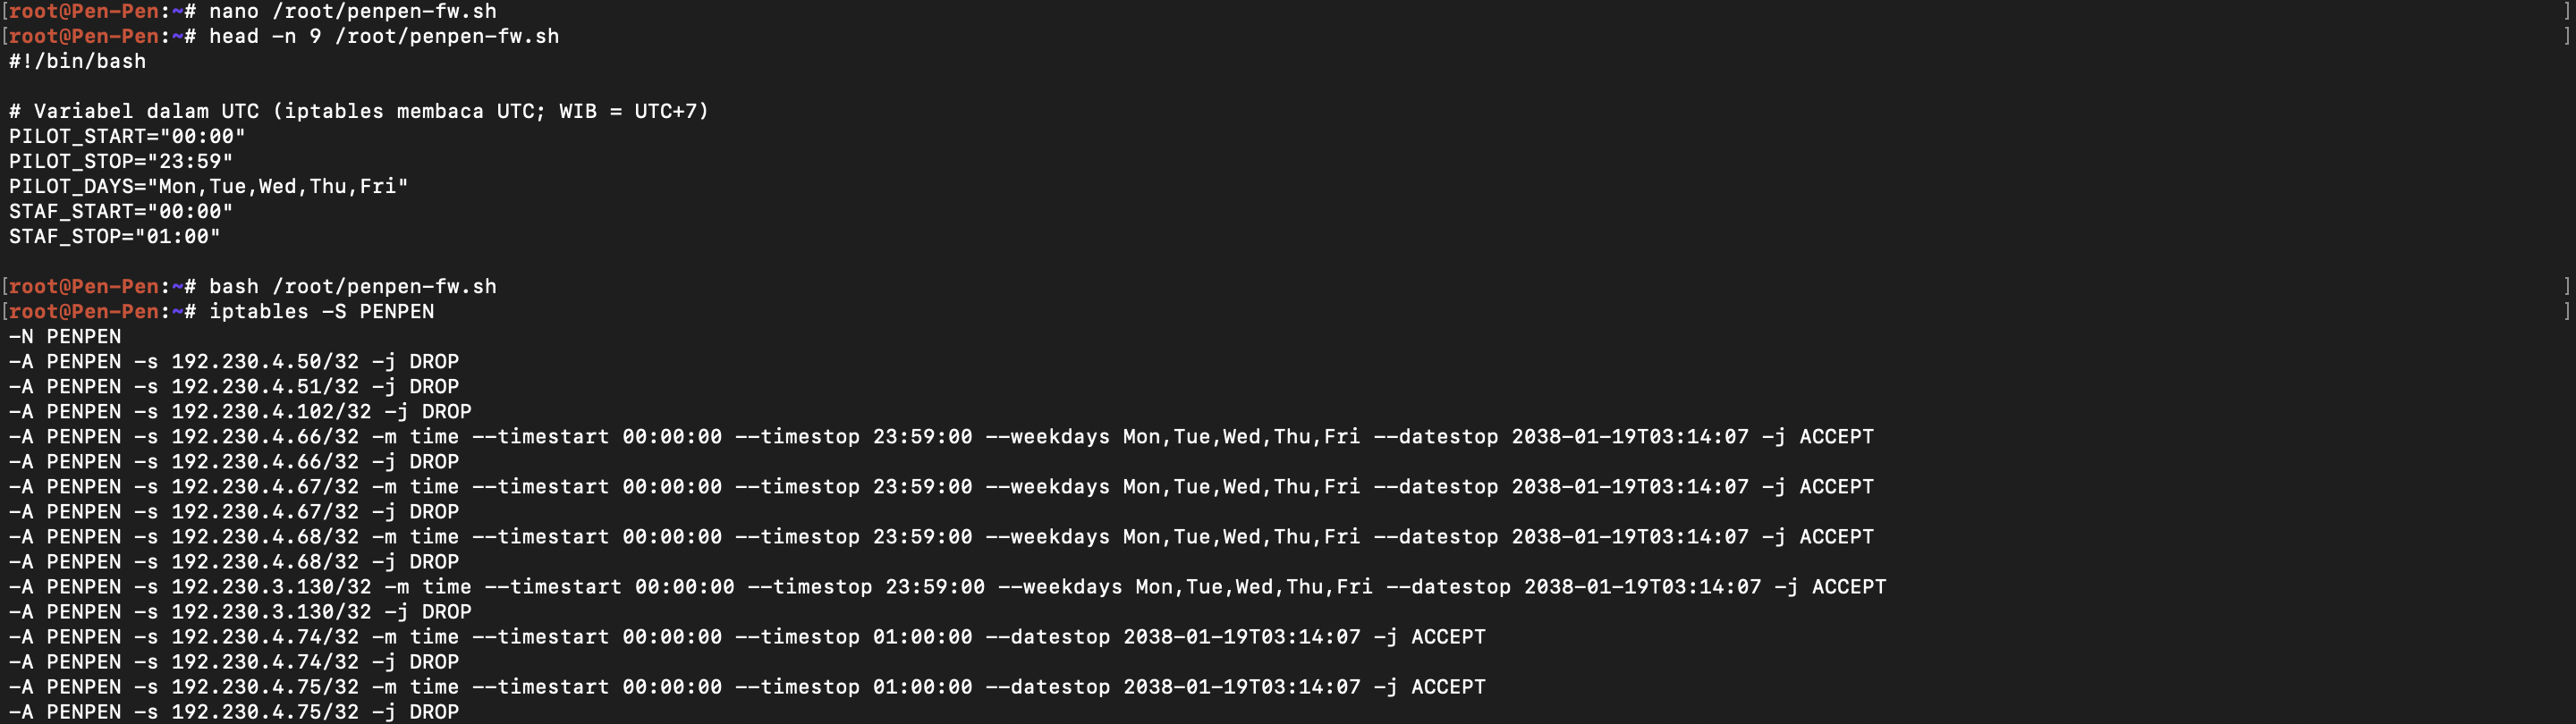 [root@Pen-Pen:~# nano /root/penpen-fw.sh ]
[root@Pen-Pen:~# head -n 9 /root/penpen-fw.sh ]
#!/bin/bash
# Variabel dalam UTC (iptables membaca UTC; WIB = UTC+7)
PILOT_START="00:00"
PILOT_STOP="23:59"
PILOT_DAYS="Mon,Tue,Wed,Thu,Fri"
STAF_START="00:00"
STAF_STOP="01:00"
[root@Pen-Pen:~# bash /root/penpen-fw.sh ]
[root@Pen-Pen:~# iptables -S PENPEN ]
-N PENPEN
-A PENPEN -s 192.230.4.50/32 -j DROP
-A PENPEN -s 192.230.4.51/32 -j DROP
-A PENPEN -s 192.230.4.102/32 -j DROP
-A PENPEN -s 192.230.4.66/32 -m time --timestart 00:00:00 --timestop 23:59:00 --weekdays Mon,Tue,Wed,Thu,Fri --datestop 2038-01-19T03:14:07 -j ACCEPT
-A PENPEN -s 192.230.4.66/32 -j DROP
-A PENPEN -s 192.230.4.67/32 -m time --timestart 00:00:00 --timestop 23:59:00 --weekdays Mon,Tue,Wed,Thu,Fri --datestop 2038-01-19T03:14:07 -j ACCEPT
-A PENPEN -s 192.230.4.67/32 -j DROP
-A PENPEN -s 192.230.4.68/32 -m time --timestart 00:00:00 --timestop 23:59:00 --weekdays Mon,Tue,Wed,Thu,Fri --datestop 2038-01-19T03:14:07 -j ACCEPT
-A PENPEN -s 192.230.4.68/32 -j DROP
-A PENPEN -s 192.230.3.130/32 -m time --timestart 00:00:00 --timestop 23:59:00 --weekdays Mon,Tue,Wed,Thu,Fri --datestop 2038-01-19T03:14:07 -j ACCEPT
-A PENPEN -s 192.230.3.130/32 -j DROP
-A PENPEN -s 192.230.4.74/32 -m time --timestart 00:00:00 --timestop 01:00:00 --datestop 2038-01-19T03:14:07 -j ACCEPT
-A PENPEN -s 192.230.4.74/32 -j DROP
-A PENPEN -s 192.230.4.75/32 -m time --timestart 00:00:00 --timestop 01:00:00 --datestop 2038-01-19T03:14:07 -j ACCEPT
-A PENPEN -s 192.230.4.75/32 -j DROP